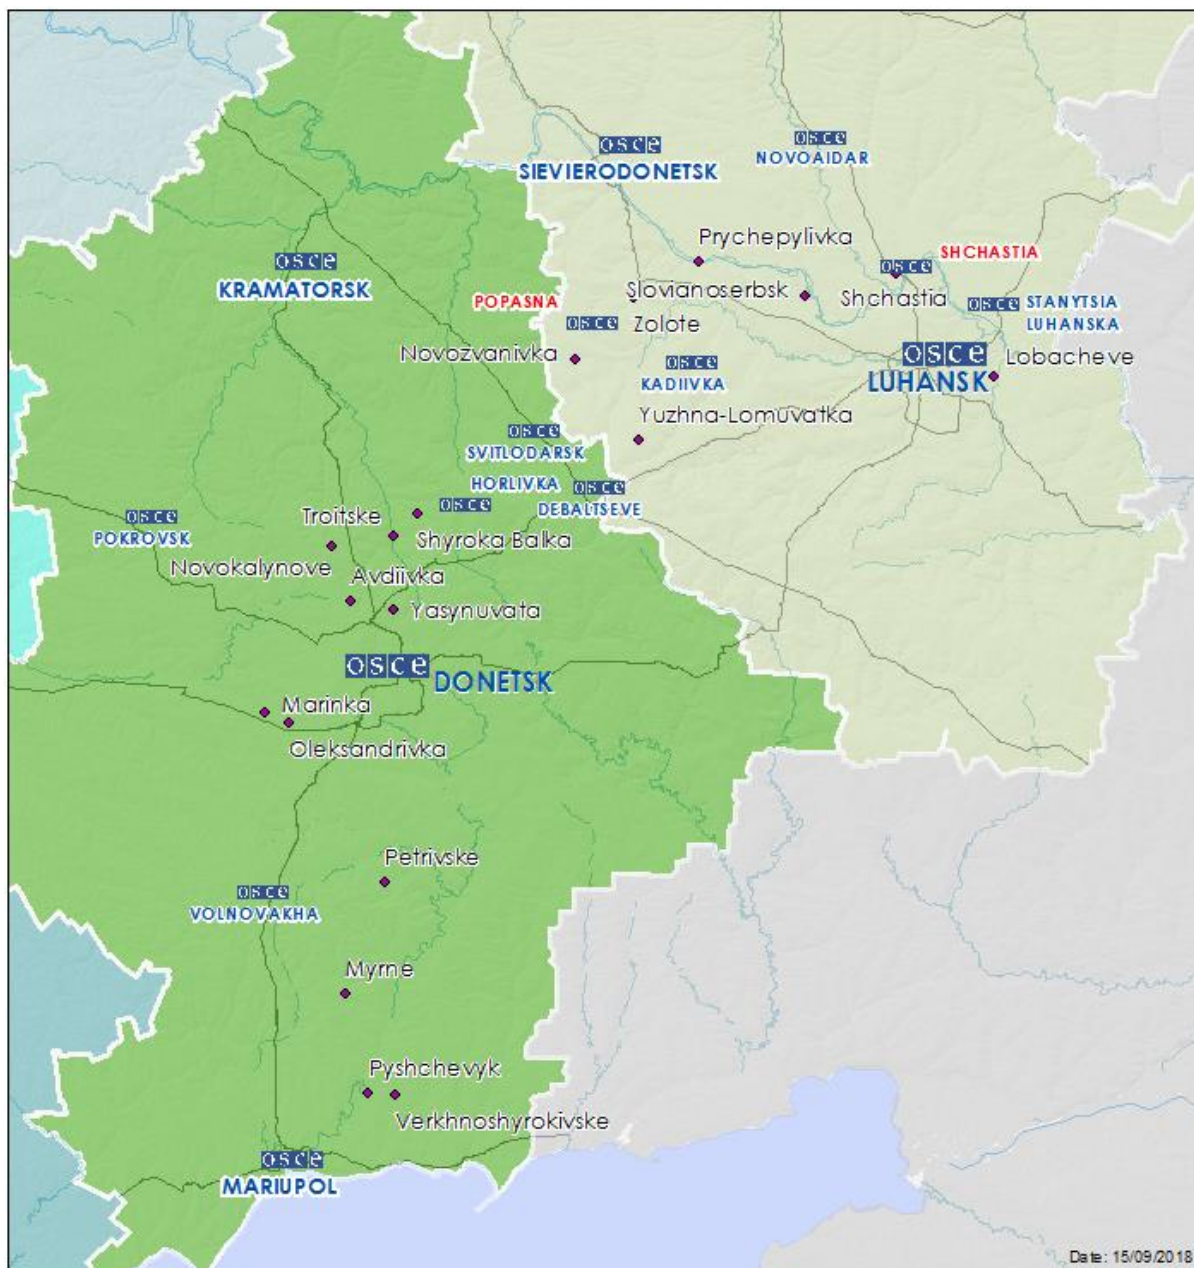 osce
NOVOAIDAR
osce
SIEVIERODONETSK
Prychepylivka
osce
KRAMATORSK
SHCHASTIA
osce
Shchastia
Slovianoserbsk
POPASNA
osce
Zolote
osce
STANYTSIA
LUHANSKA
Novozvanivka
osce
KADIIVKA
osce
LUHANSK
Lobacheve
Yuzhna-Lomuvatka
osce
SVITLODARSK
HORLIVKA
osce
osce
DEBALTSEVE
osce
POKROVSK
Troitske
Shyroka Balka
Novokalynove
Avdiivka
Yasynuvata
osce
DONETSK
Marinka
Oleksandrivka
Petrivske
osce
VOLNOVAKHA
Myrne
Pyshchevyk
Verkhnoshyrokivske
osce
MARIUPOL
Date: 15/09/2018